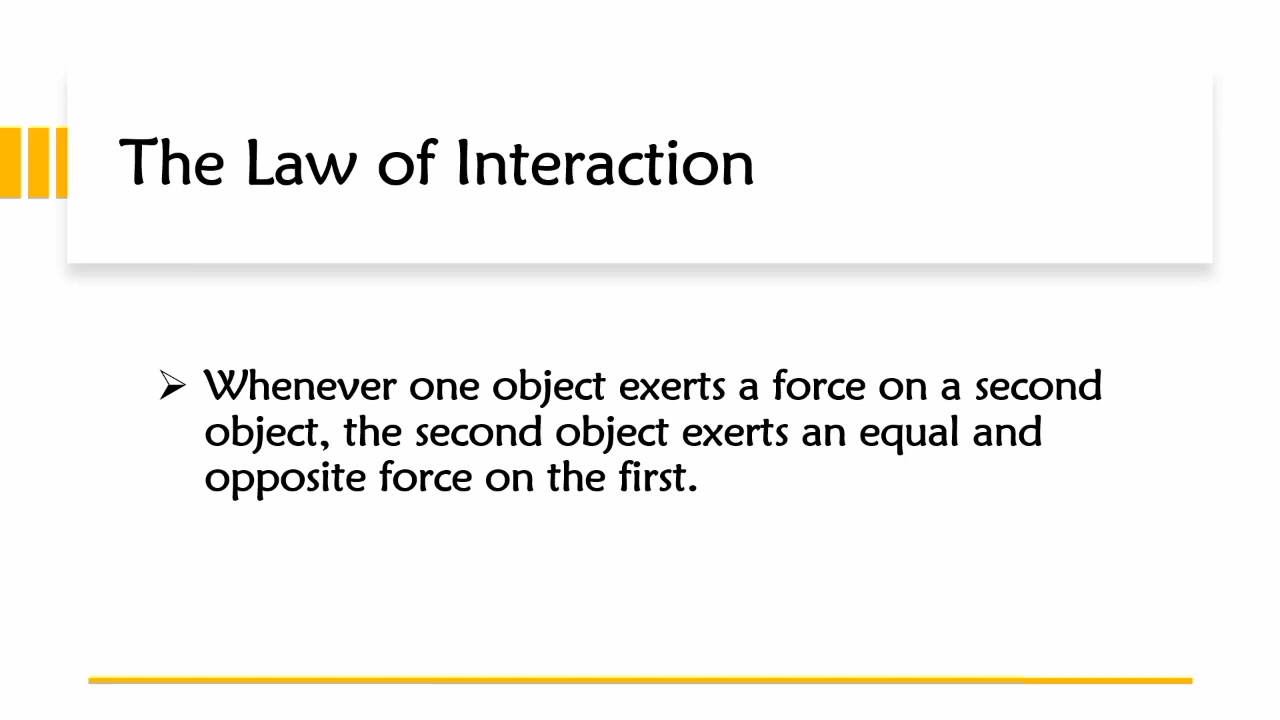 The Law of Interaction
➢ Whenever one object exerts a force on a second
object, the second object exerts an equal and
opposite force on the first.